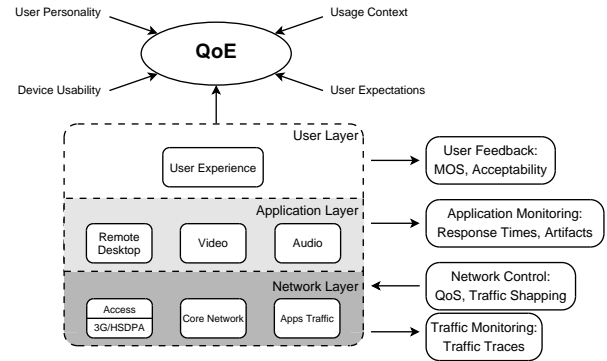 User Personality
Usage Context
QoE
Device Usability
User Expectations
User Layer
User Experience
User Feedback:
MOS, Acceptability
Application Layer
Remote
Desktop
Video
Audio
Application Monitoring:
Response Times, Artifacts
Network Layer
Network Control:
QoS, Traffic Shapping
Access
3G/HSDPA
Core Network
Apps Traffic
Traffic Monitoring:
Traffic Traces